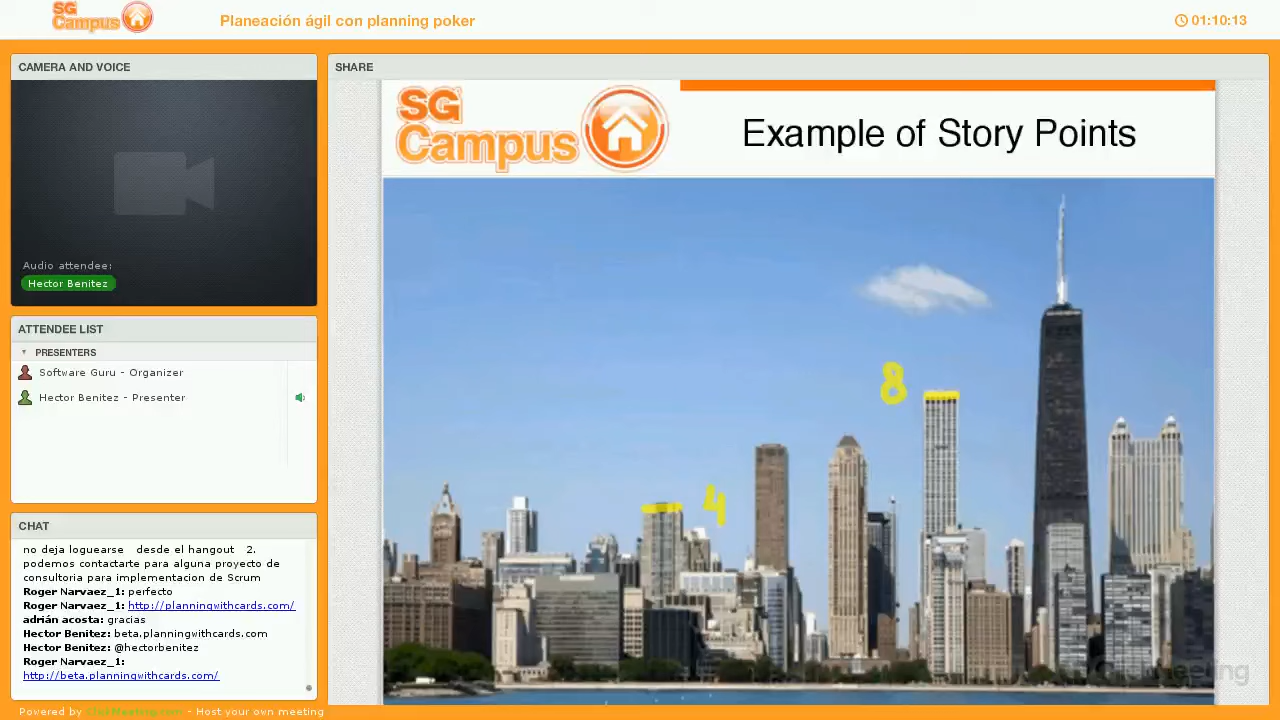 SG
Campus
Planeación ágil con planning poker
01:10:13
CAMERA AND VOICE
Audio attendee:
Hector Benitez
ATTENDEE LIST
PRESENTERS
Software Guru - Organizer
Hector Benitez - Presenter
CHAT
no deja loguearse desde el hangout 2.
podemos contactarte para alguna proyecto de
consultoria para implementacion de Scrum
Roger Narvaez_1: perfecto
Roger Narvaez_1: http://planningwithcards.com/
adrián acosta: gracias
Hector Benitez: beta.planningwithcards.com
Hector Benitez: @hectorbenitez
Roger Narvaez_1:
http://beta.planningwithcards.com/
Powered by ClickMeeting.com - Host your own meeting
SHARE
SG
Campus
Example of Story Points
8
4